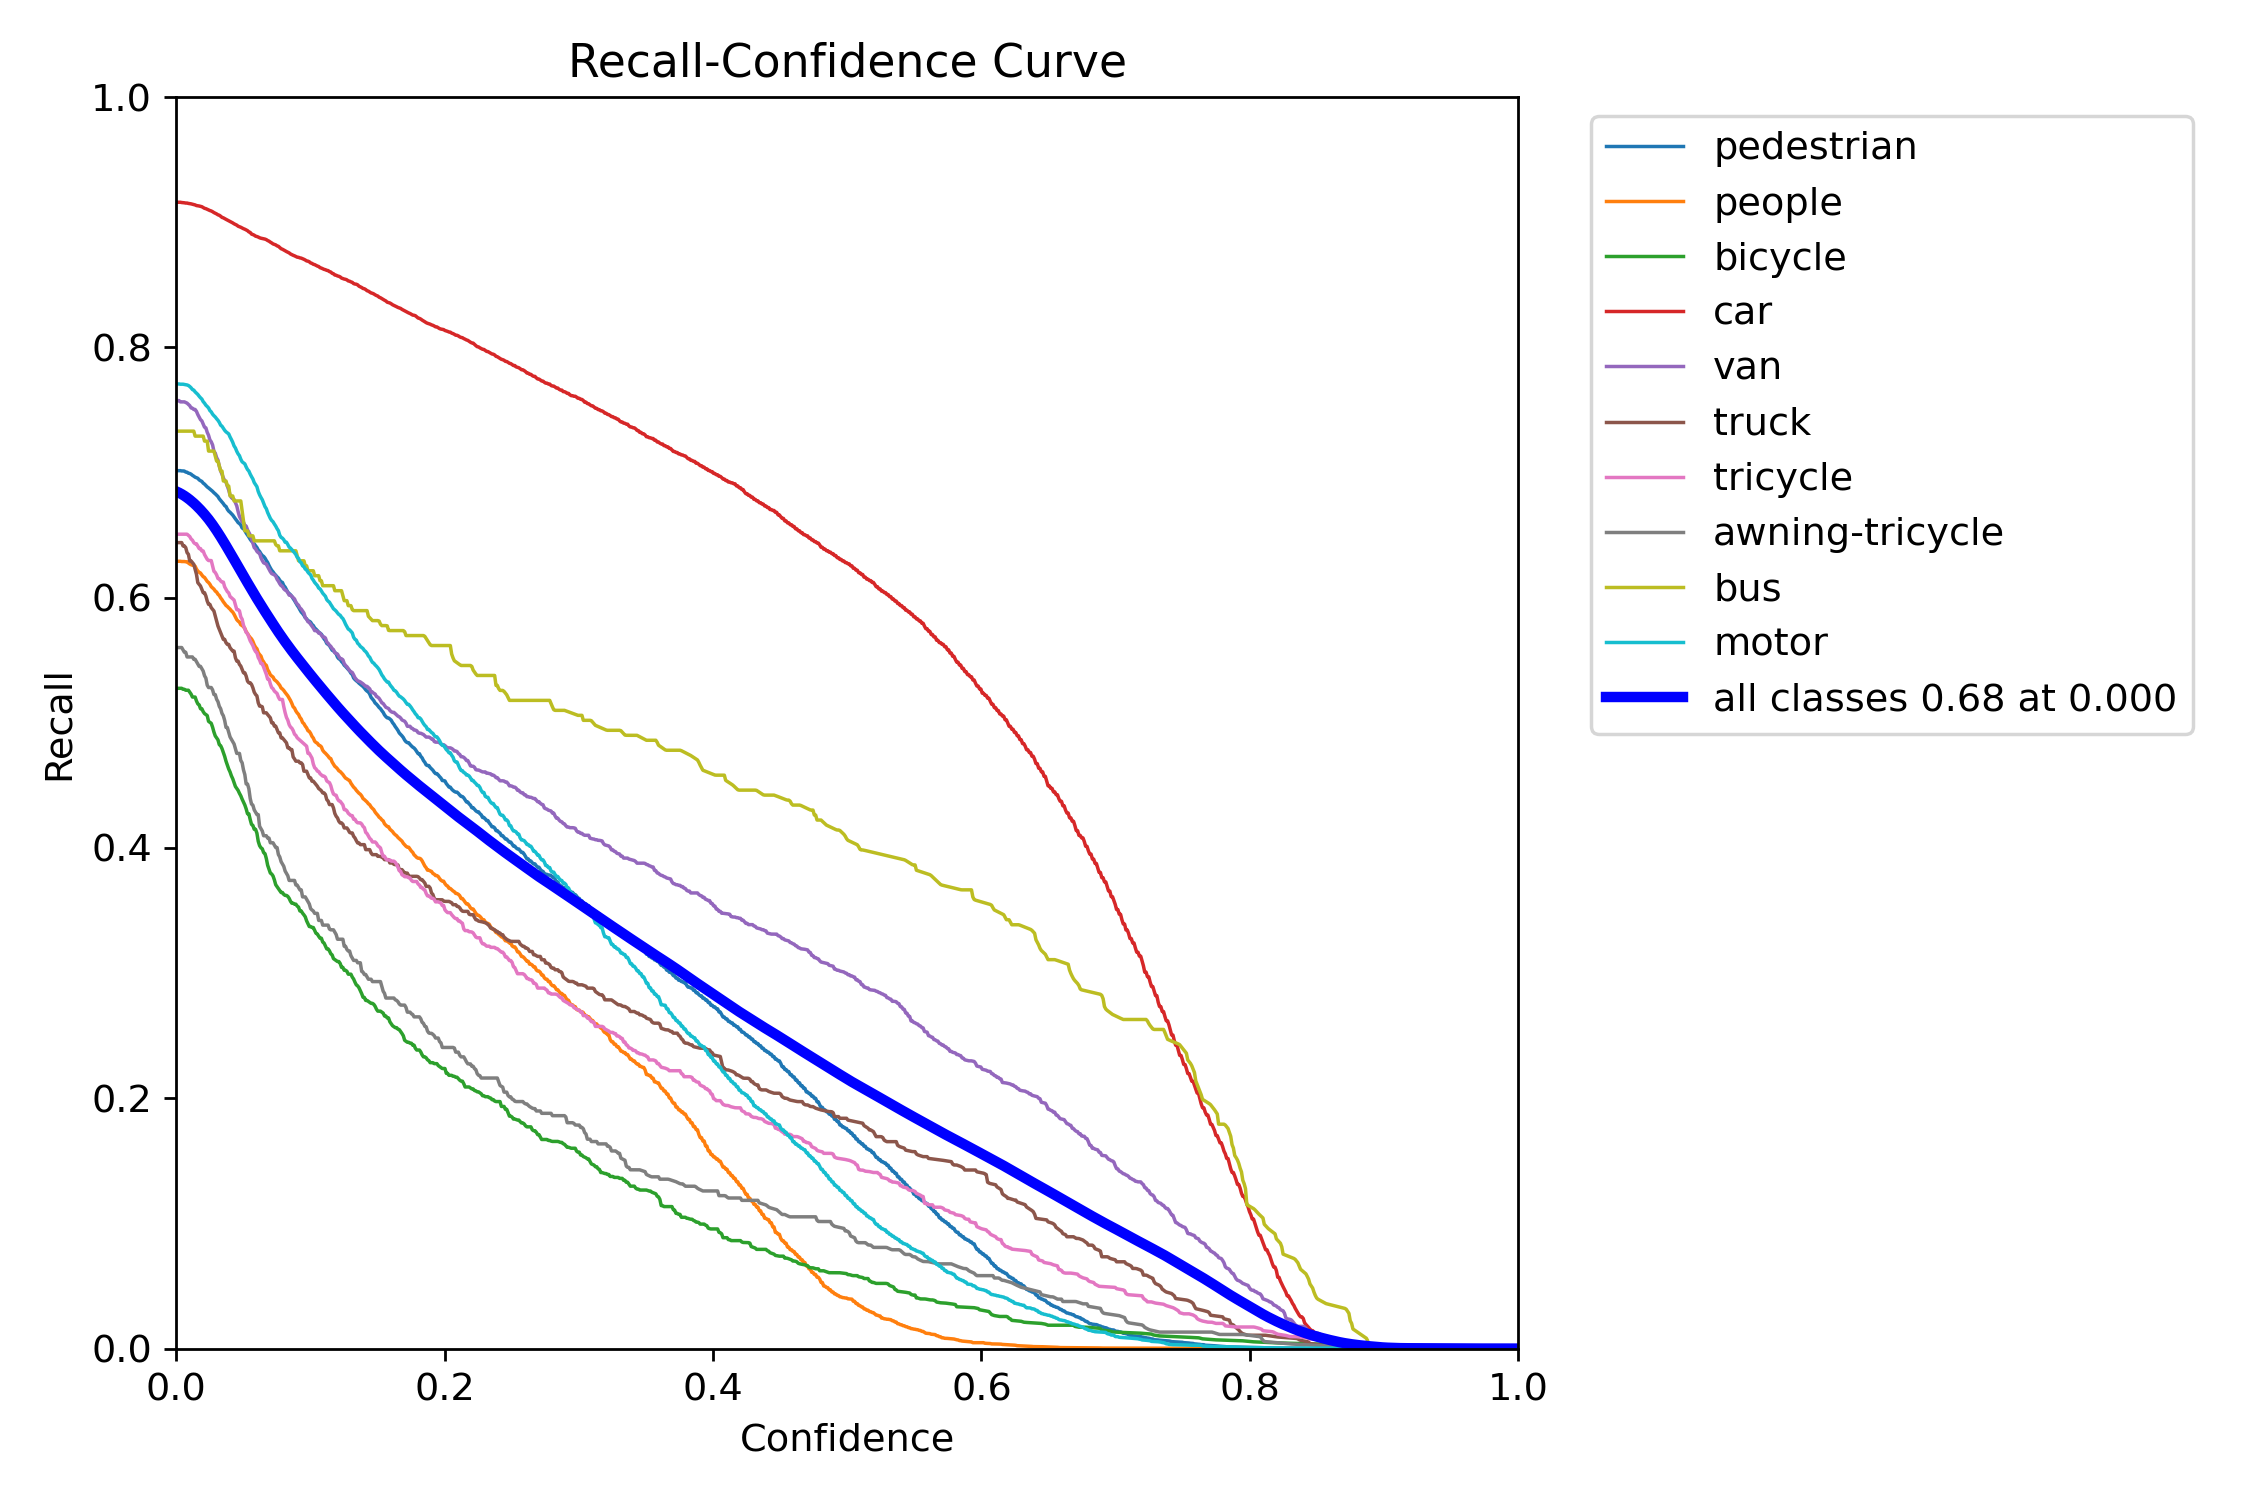 Recall-Confidence Curve
1.0
0.8
0.6
0.4
0.2
0.0
Recall
0.0 0.2 0.4 0.6 0.8 1.0
Confidence
pedestrian
people
bicycle
car
van
truck
tricycle
awning-tricycle
bus
motor
all classes 0.68 at 0.000